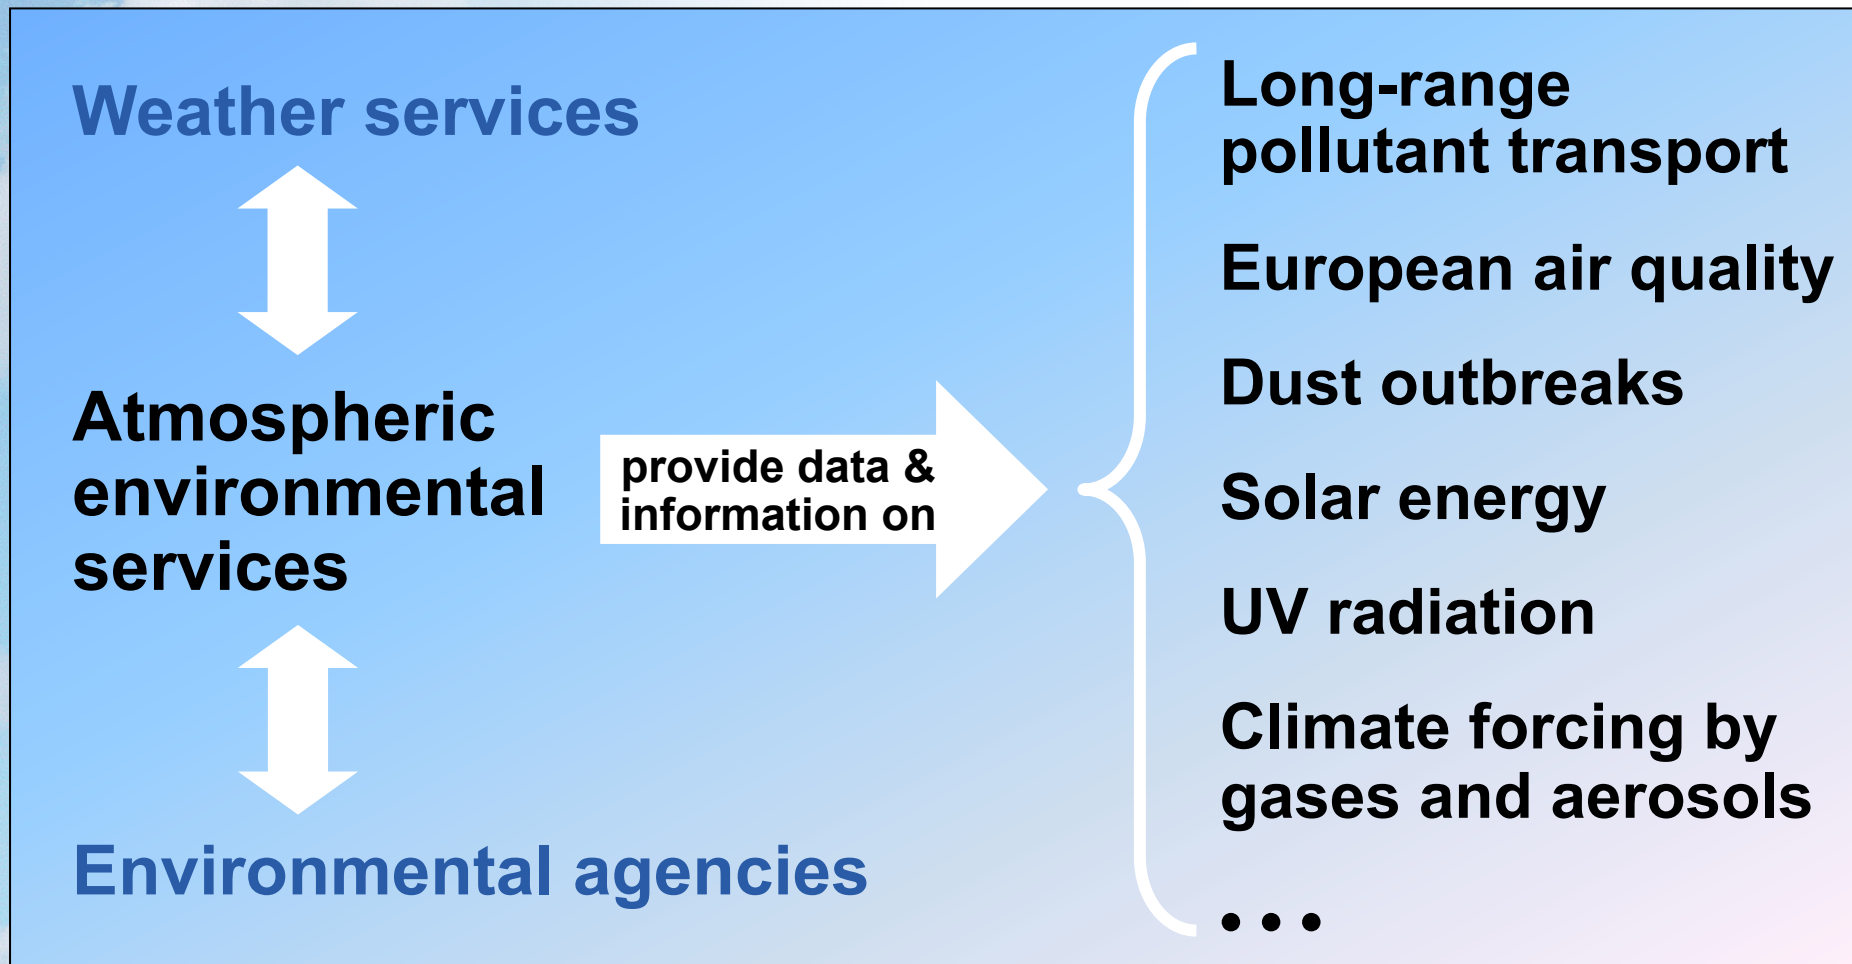 Weather services
Atmospheric
environmental
services
Environmental agencies
provide data &
information on
Long-range
pollutant transport
European air quality
Dust outbreaks
Solar energy
UV radiation
Climate forcing by
gases and aerosols
• • •